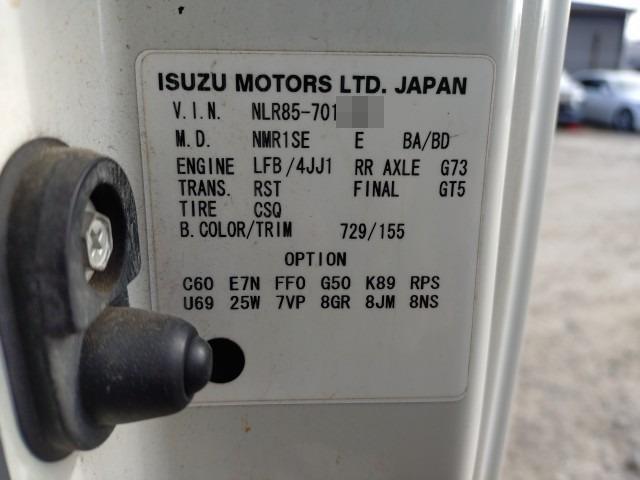 ISUZU MOTORS LTD. JAPAN
V.I.N. NLR85-701
M.D. NMR1SE E BA/BD
ENGINE LFB/4JJ1 RR AXLE G73
TRANS. RST FINAL GT5
TIRE CSQ
B.COLOR/TRIM 729/155
OPTION
C60 E7N FF0 G50 K89 RPS
U69 25W 7VP 8GR 8JM 8NS